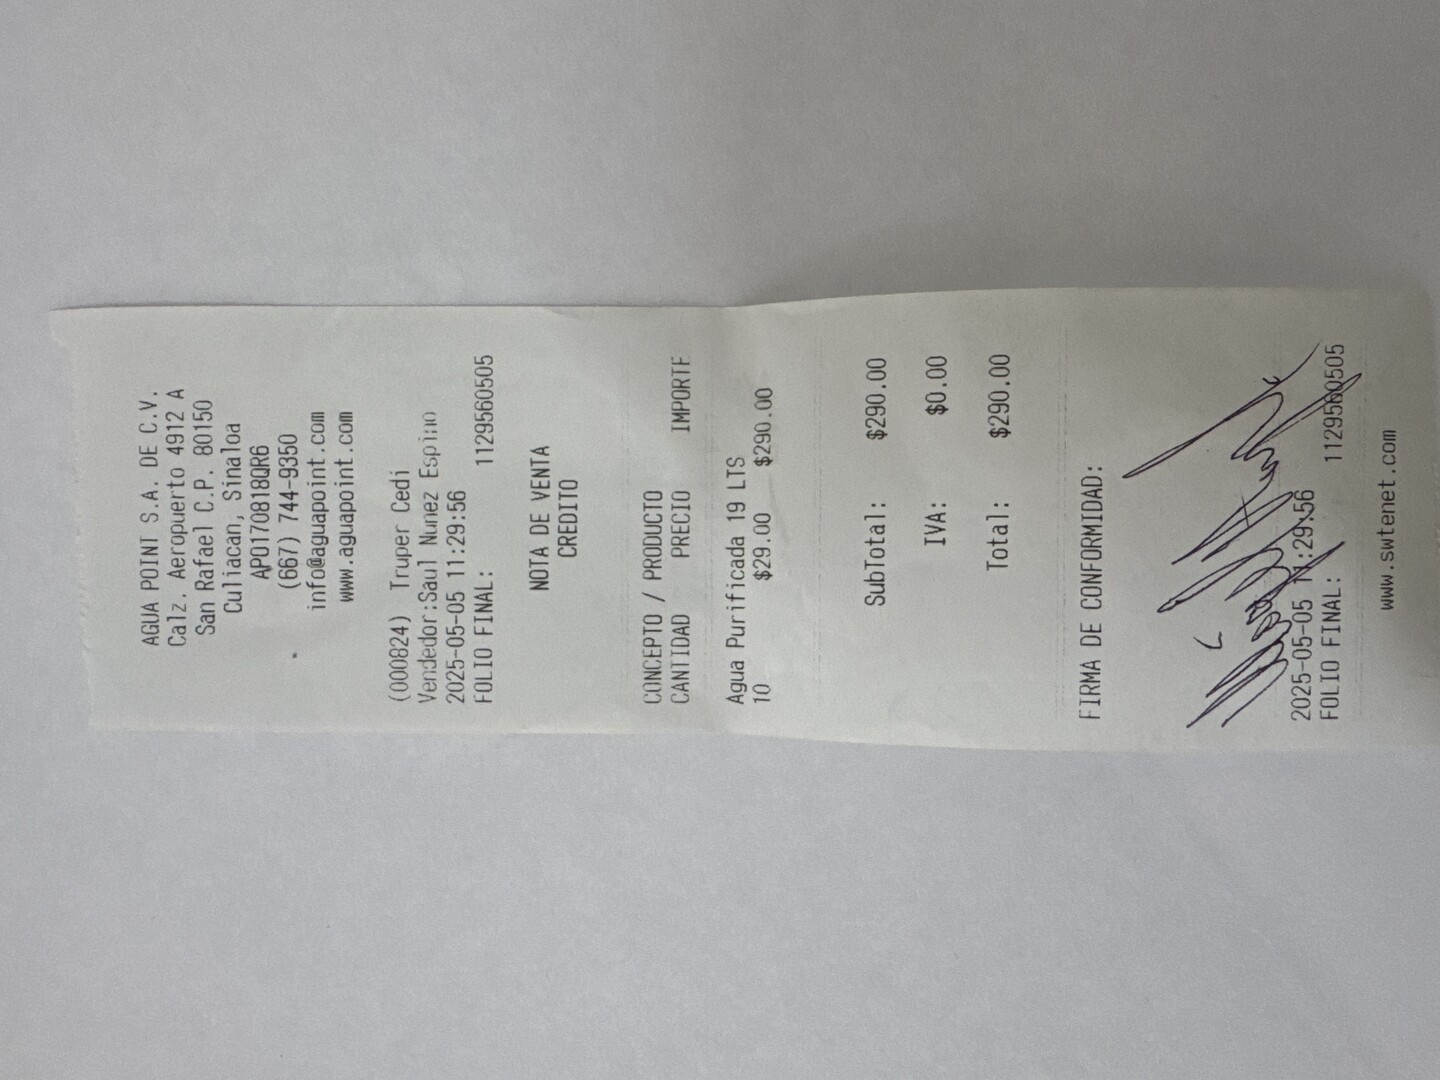 AGUA POINT S.A. DE C.V.
Calz. Aeropuerto 4912 A
San Rafael C.P. 80150
Culiacan, Sinaloa
APO170818QR6
(667) 744-9350
info@aguapoint.com
www.aguapoint.com
(000824) Truper Cedi
Vendedor:Saul Nunez Espino
2025-05-05 11:29:56
FOLIO FINAL: 1129560505
NOTA DE VENTA
CREDITO
CONCEPTO / PRODUCTO
CANTIDAD PRECIO IMPORTE
Agua Purificada 19 LTS
10 $29.00 $290.00
SubTotal: $290.00
IVA: $0.00
Total: $290.00
FIRMA DE CONFORMIDAD:
2025-05-05 11:29:56
FOLIO FINAL: 1129560505
www.swtenet.com